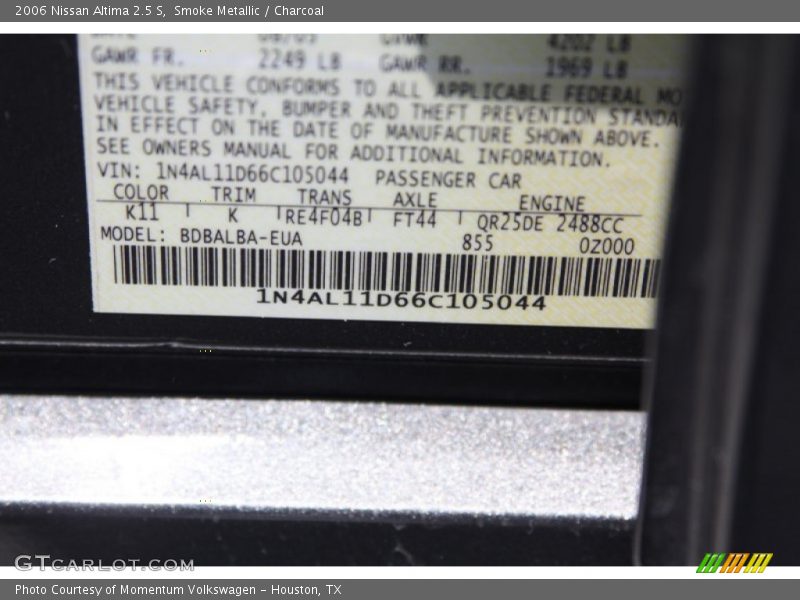 2006 Nissan Altima 2.5 S, Smoke Metallic / Charcoal
4202 LB
GAWR FR. 2249 LB GAWR RR. 1969 LB
THIS VEHICLE CONFORMS TO ALL APPLICABLE FEDERAL MO
VEHICLE SAFETY, BUMPER AND THEFT PREVENTION STANDA
IN EFFECT ON THE DATE OF MANUFACTURE SHOWN ABOVE.
SEE OWNERS MANUAL FOR ADDITIONAL INFORMATION.
VIN: 1N4AL11D66C105044 PASSENGER CAR
COLOR TRIM TRANS AXLE ENGINE
K11 K RE4F04B FT44 QR25DE 2488CC
MODEL: BDBALBA-EUA 855 0Z000
1N4AL11D66C105044
GTCARLOT.COM
Photo Courtesy of Momentum Volkswagen - Houston, TX